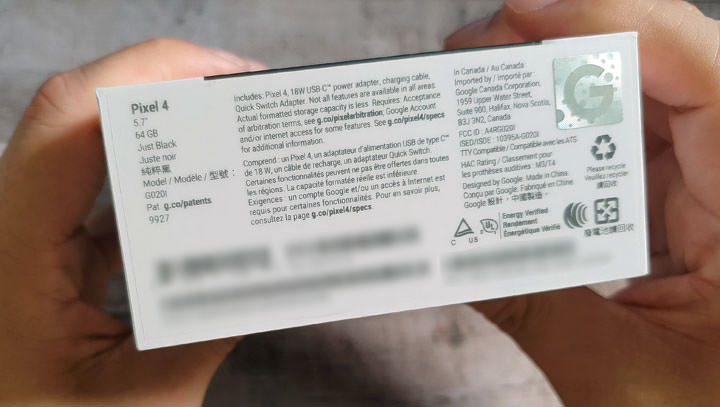 Pixel 4
5.7"
64 GB
Just Black
Juste noir
純粹黑
Model / Modèle / 型號 :
G020I
Pat. g.co/patents
9927
Includes: Pixel 4, 18W USB C™ power adapter, charging cable,
Quick Switch Adapter. Not all features are available in all areas.
Actual formatted storage capacity is less. Requires: Acceptance
of arbitration terms, see g.co/pixelarbitration, Google Account
and/or internet access for some features. See g.co/pixel4/specs
for additional information.
Comprend : un Pixel 4, un adaptateur d'alimentation USB de type C™
de 18 W, un câble de recharge, un adaptateur Quick Switch.
Certaines fonctionnalités peuvent ne pas être offertes dans toutes
les régions. La capacité formatée réelle est inférieure.
Exigences : un compte Google et/ou un accès à Internet est
requis pour certaines fonctionnalités. Pour en savoir plus,
consultez la page g.co/pixel4/specs.
In Canada / Au Canada
Imported by / Importé par :
Google Canada Corporation,
1959 Upper Water Street,
Suite 900, Halifax, Nova Scotia,
B3J 3N2, Canada
FCC ID : A4RG020I
ISED/ISDE : 10395A-G020I
TTY Compatibility / Compatible avec les ATS
HAC Rating / Classement pour
les prothèses auditives : M3/T4
Designed by Google. Made in China.
Conçu par Google. Fabriqué en Chine.
Google 設計，中國製造。
G
Please recycle
Veuillez recycler
請回收
C UL US
Energy Verified
Rendement
Énergétique Vérifié
廢電池請回收